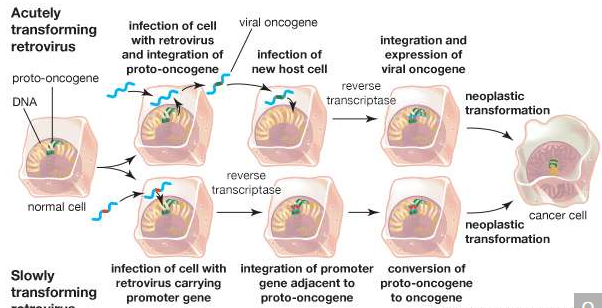 Acutely
transforming
retrovirus
infection of cell
with retrovirus
and integration of
proto-oncogene
viral oncogene
infection of
new host cell
integration and
expression of
viral oncogene
proto-oncogene
DNA
reverse
transcriptase
neoplastic
transformation
normal cell
reverse
transcriptase
cancer cell
neoplastic
transformation
Slowly
transforming
retrovirus
infection of cell with
retrovirus carrying
promoter gene
integration of promoter
gene adjacent to
proto-oncogene
conversion of
proto-oncogene
to oncogene